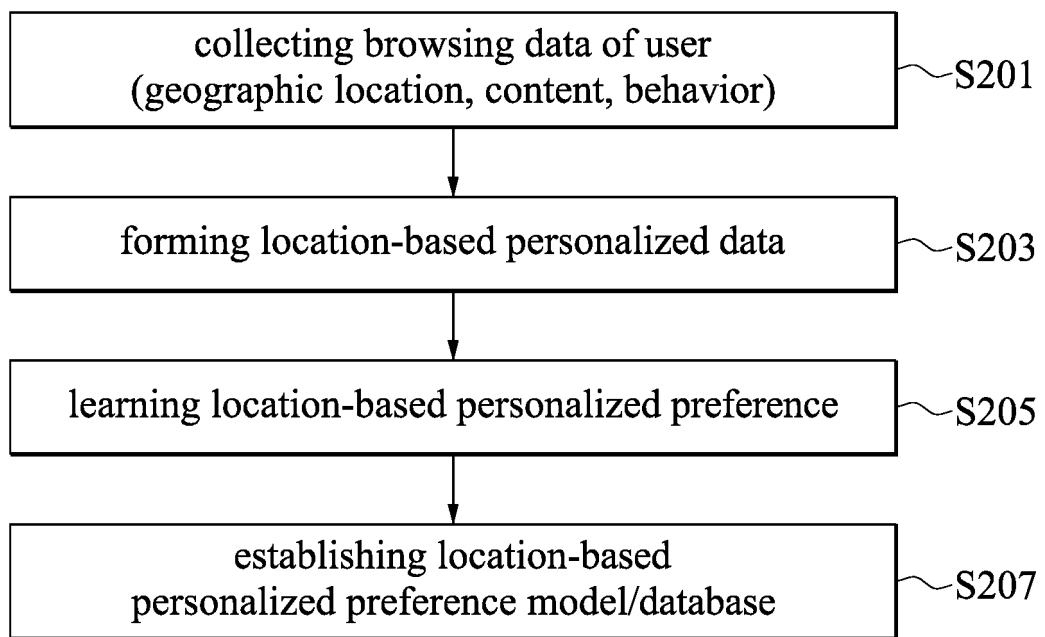 collecting browsing data of user
(geographic location, content, behavior)
S201
forming location-based personalized data
S203
learning location-based personalized preference
S205
establishing location-based
personalized preference model/database
S207